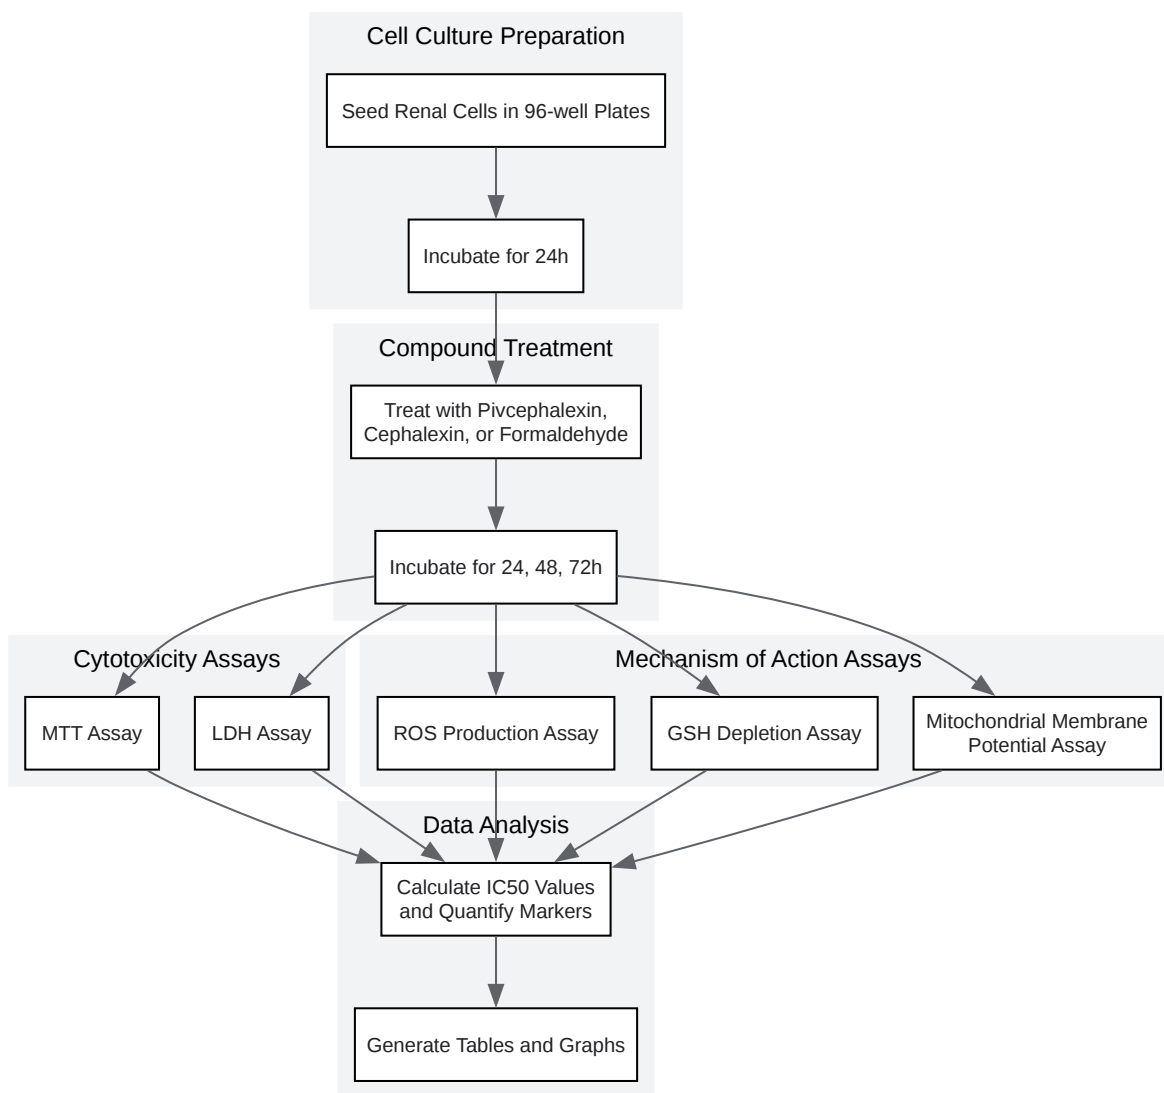 Cell Culture Preparation
Seed Renal Cells in 96-well Plates
Incubate for 24h
Compound Treatment
Treat with Pivcephalexin,
Cephalexin, or Formaldehyde
Incubate for 24, 48, 72h
Cytotoxicity Assays
MTT Assay
LDH Assay
Mechanism of Action Assays
ROS Production Assay
GSH Depletion Assay
Mitochondrial Membrane
Potential Assay
Data Analysis
Calculate IC50 Values
and Quantify Markers
Generate Tables and Graphs